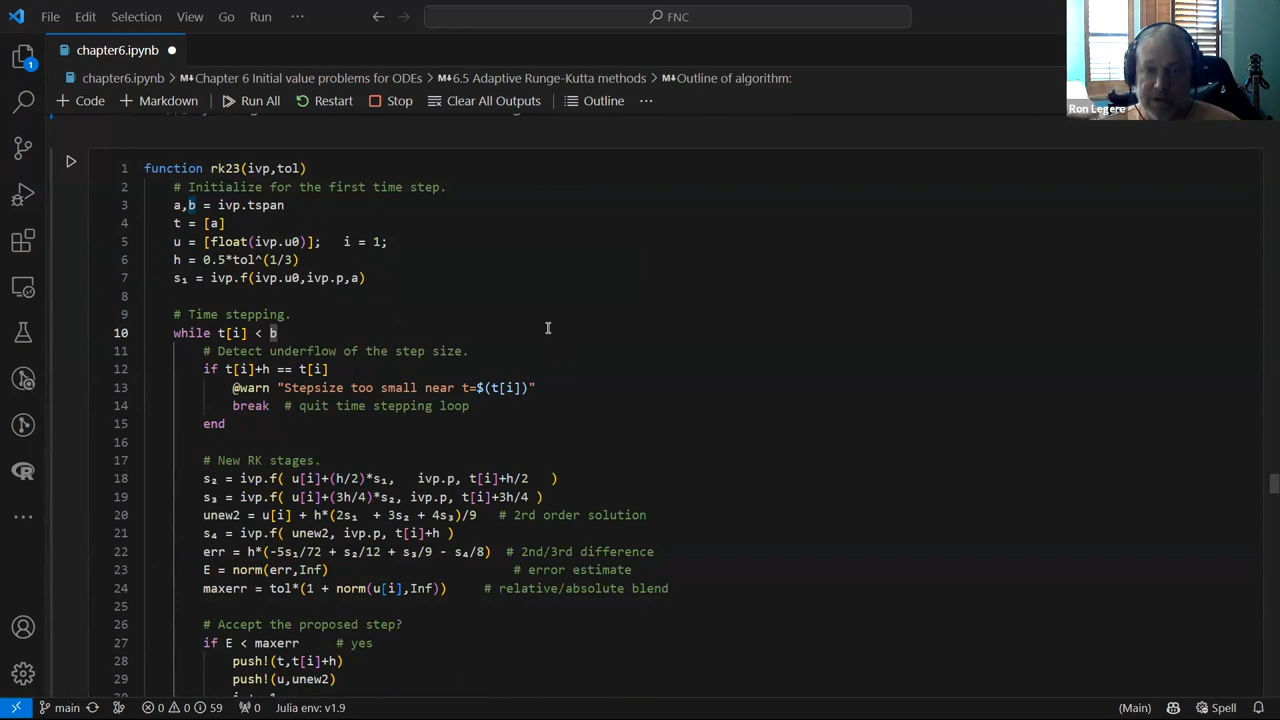 File Edit Selection View Go Run ··· FNC
chapter6.ipynb
chapter6.ipynb > M↓Chapter 6 Initial value problems
M↓ 6.5 Adaptive Runge-Kutta methods > M↓Outline of algorithm:
+ Code + Markdown Run All Restart Clear All Outputs Outline ···
Ron Legere
1 function rk23(ivp,tol)
2 # Initialize for the first time step.
3 a,b = ivp.tspan
4 t = [a]
5 u = [float(ivp.u0)]; i = 1;
6 h = 0.5*tol^(1/3)
7 s₁ = ivp.f(ivp.u0,ivp.p,a)
8
9 # Time stepping.
10 while t[i] < b
11 # Detect underflow of the step size.
12 if t[i]+h == t[i]
13 @warn "Stepsize too small near t=$(t[i])"
14 break # quit time stepping loop
15 end
16
17 # New RK stages.
18 s₂ = ivp.f( u[i]+(h/2)*s₁, ivp.p, t[i]+h/2 )
19 s₃ = ivp.f( u[i]+(3h/4)*s₂, ivp.p, t[i]+3h/4 )
20 unew2 = u[i] + h*(2s₁ + 3s₂ + 4s₃)/9 # 2rd order solution
21 s₄ = ivp.f( unew2, ivp.p, t[i]+h )
22 err = h*(-5s₁/72 + s₂/12 + s₃/9 - s₄/8) # 2nd/3rd difference
23 E = norm(err,Inf) # error estimate
24 maxerr = tol*(1 + norm(u[i],Inf)) # relative/absolute blend
25
26 # Accept the proposed step?
27 if E < maxerr # yes
28 push!(t,t[i]+h)
29 push!(u,unew2)
1
main 0 0 59 0 Julia env: v1.9 (Main) Spell